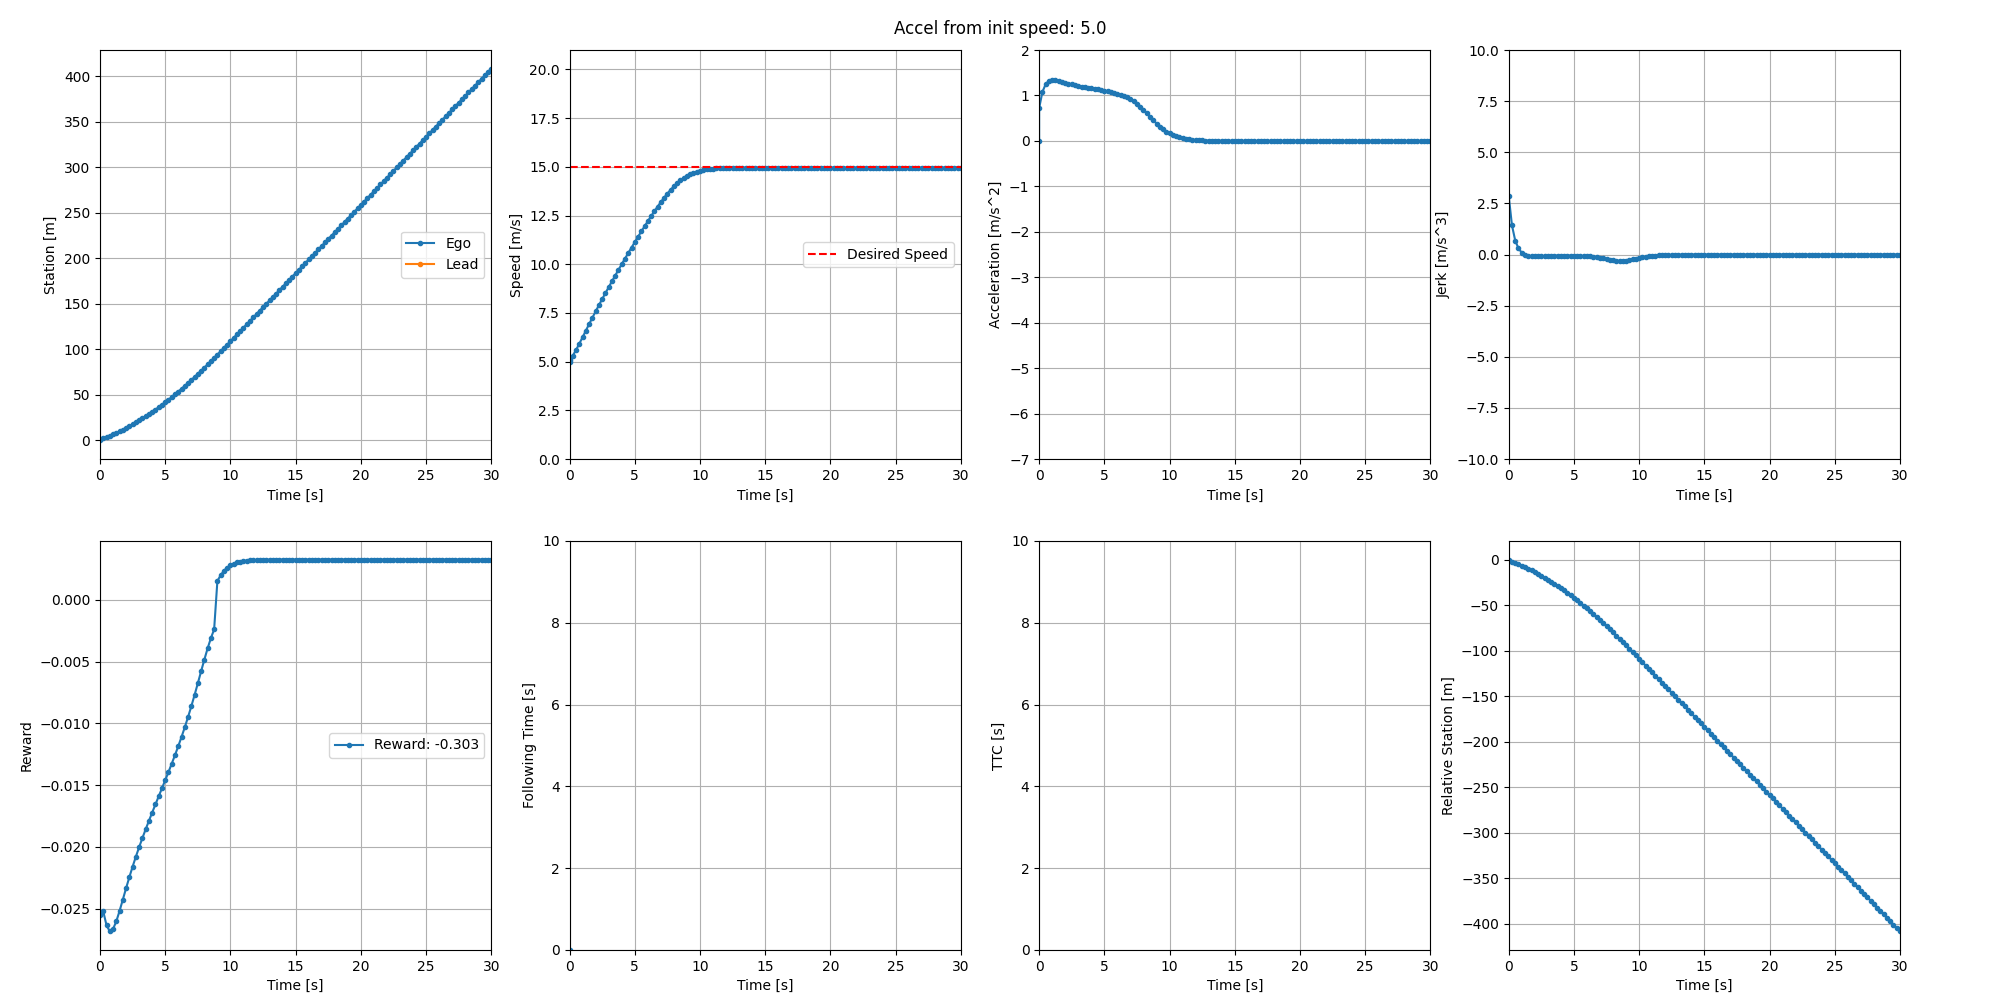 Accel from init speed: 5.0
Station [m]
400
350
300
250
200
150
100
50
0
Ego
Lead
0 5 10 15 20 25 30
Time [s]
Speed [m/s]
20.0
17.5
15.0
12.5
10.0
7.5
5.0
2.5
0.0
Desired Speed
0 5 10 15 20 25 30
Time [s]
Acceleration [m/s^2]
2
1
0
−1
−2
−3
−4
−5
−6
−7
0 5 10 15 20 25 30
Time [s]
Jerk [m/s^3]
10.0
7.5
5.0
2.5
0.0
−2.5
−5.0
−7.5
−10.0
0 5 10 15 20 25 30
Time [s]
Reward
0.000
−0.005
−0.010
−0.015
−0.020
−0.025
Reward: -0.303
0 5 10 15 20 25 30
Time [s]
Following Time [s]
10
8
6
4
2
0
0 5 10 15 20 25 30
Time [s]
TTC [s]
10
8
6
4
2
0
0 5 10 15 20 25 30
Time [s]
Relative Station [m]
0
−50
−100
−150
−200
−250
−300
−350
−400
0 5 10 15 20 25 30
Time [s]